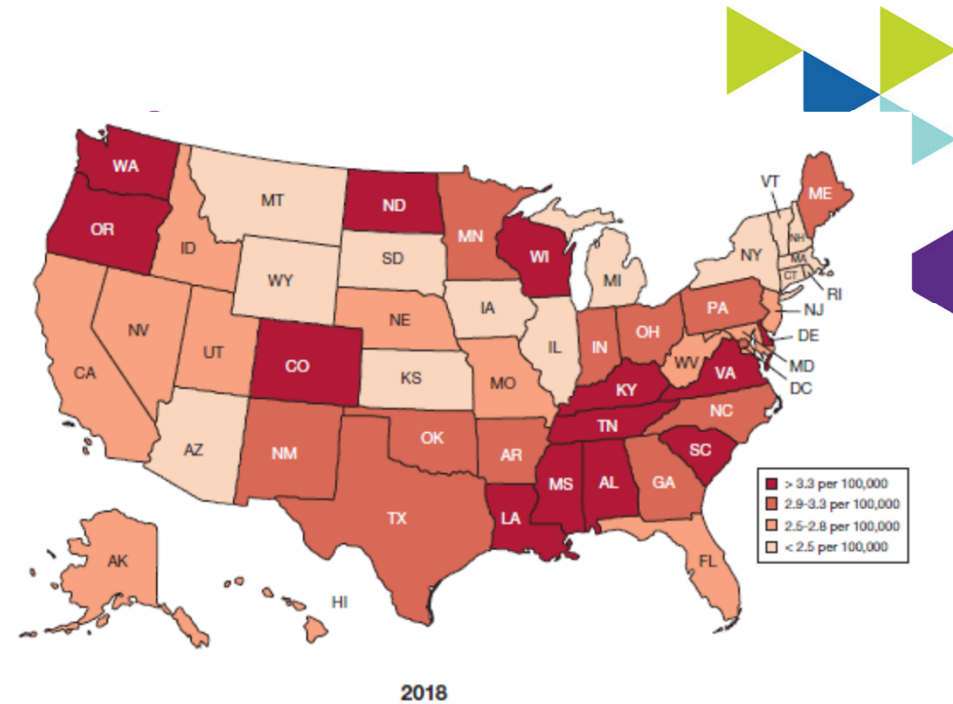 WA
MT
ND
MN
ME
VT
OR
ID
SD
WI
NY
NH
MA
CT
RI
WY
MI
IA
PA
NJ
NE
NV
UT
IL
IN
OH
DE
CA
CO
KS
MO
WV
MD
VA
DC
KY
NC
AZ
NM
OK
TN
AR
SC
MS
AL
GA
TX
LA
> 3.3 per 100,000
2.9-3.3 per 100,000
2.5-2.8 per 100,000
< 2.5 per 100,000
AK
FL
HI
2018